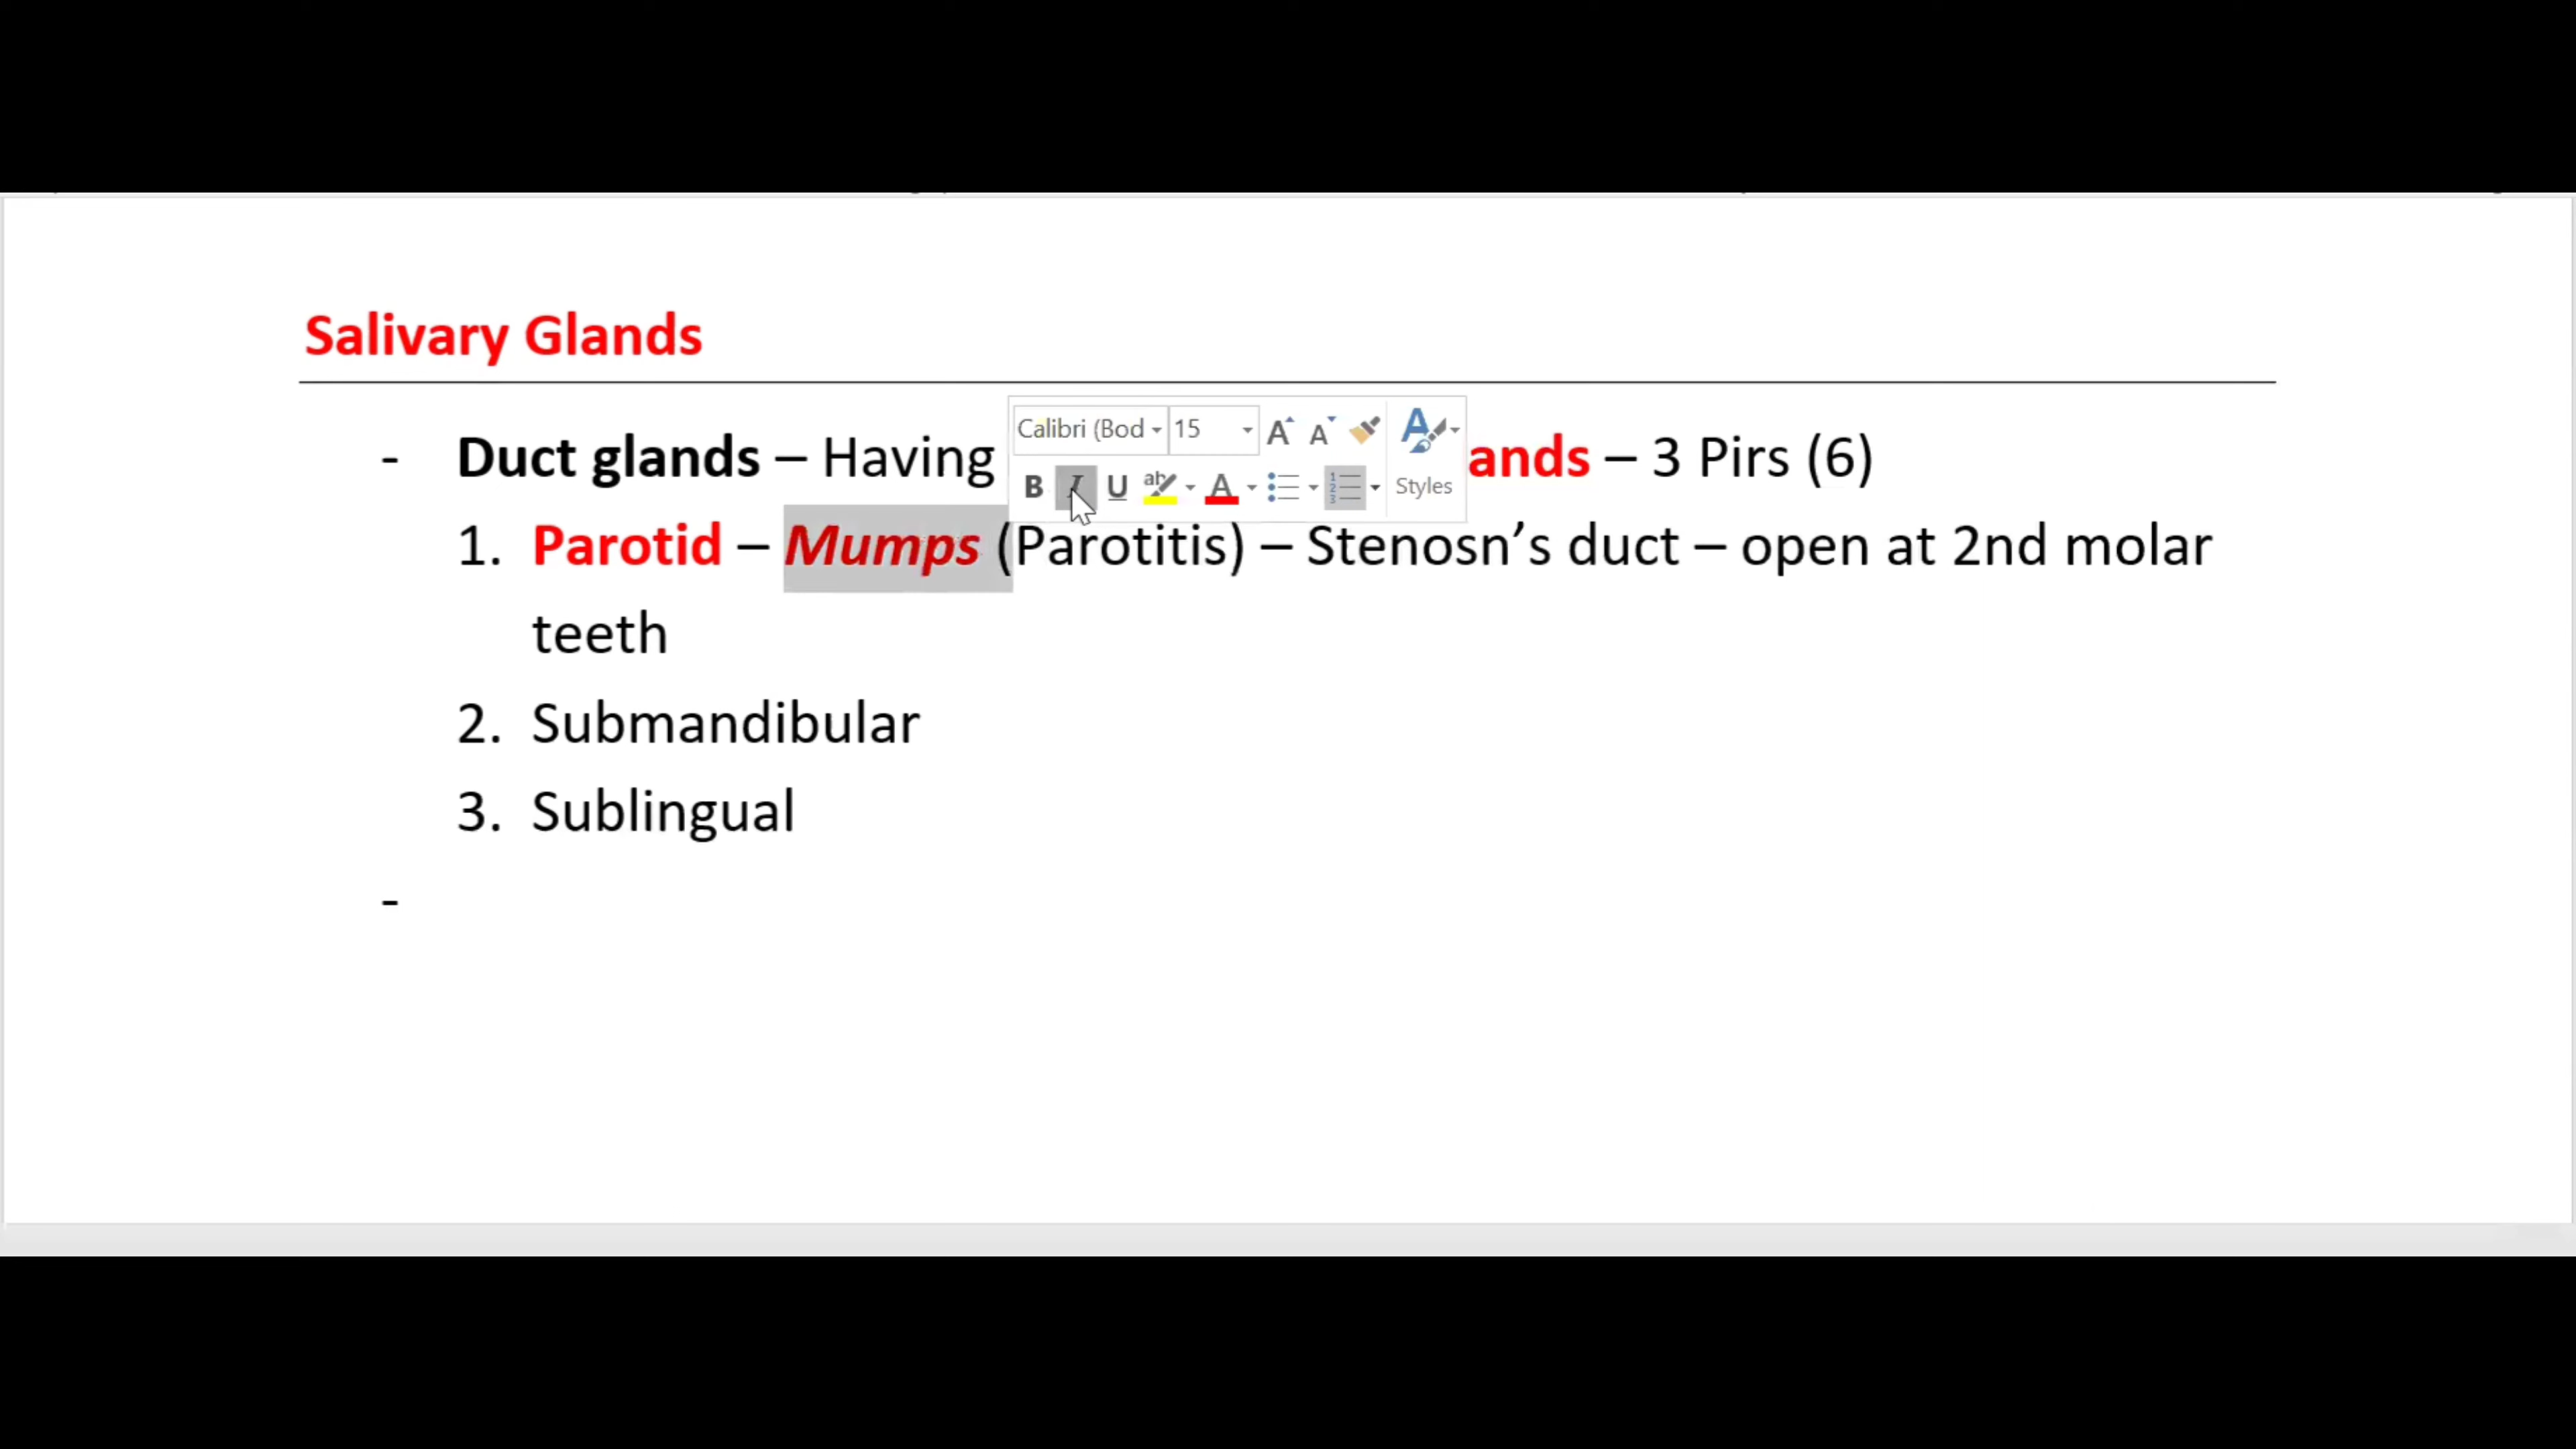 Salivary Glands
- Duct glands – Having ands – 3 Pirs (6)
Calibri (Bod 15
Styles
1. Parotid – Mumps (Parotitis) – Stenosn’s duct – open at 2nd molar
teeth
2. Submandibular
3. Sublingual
-